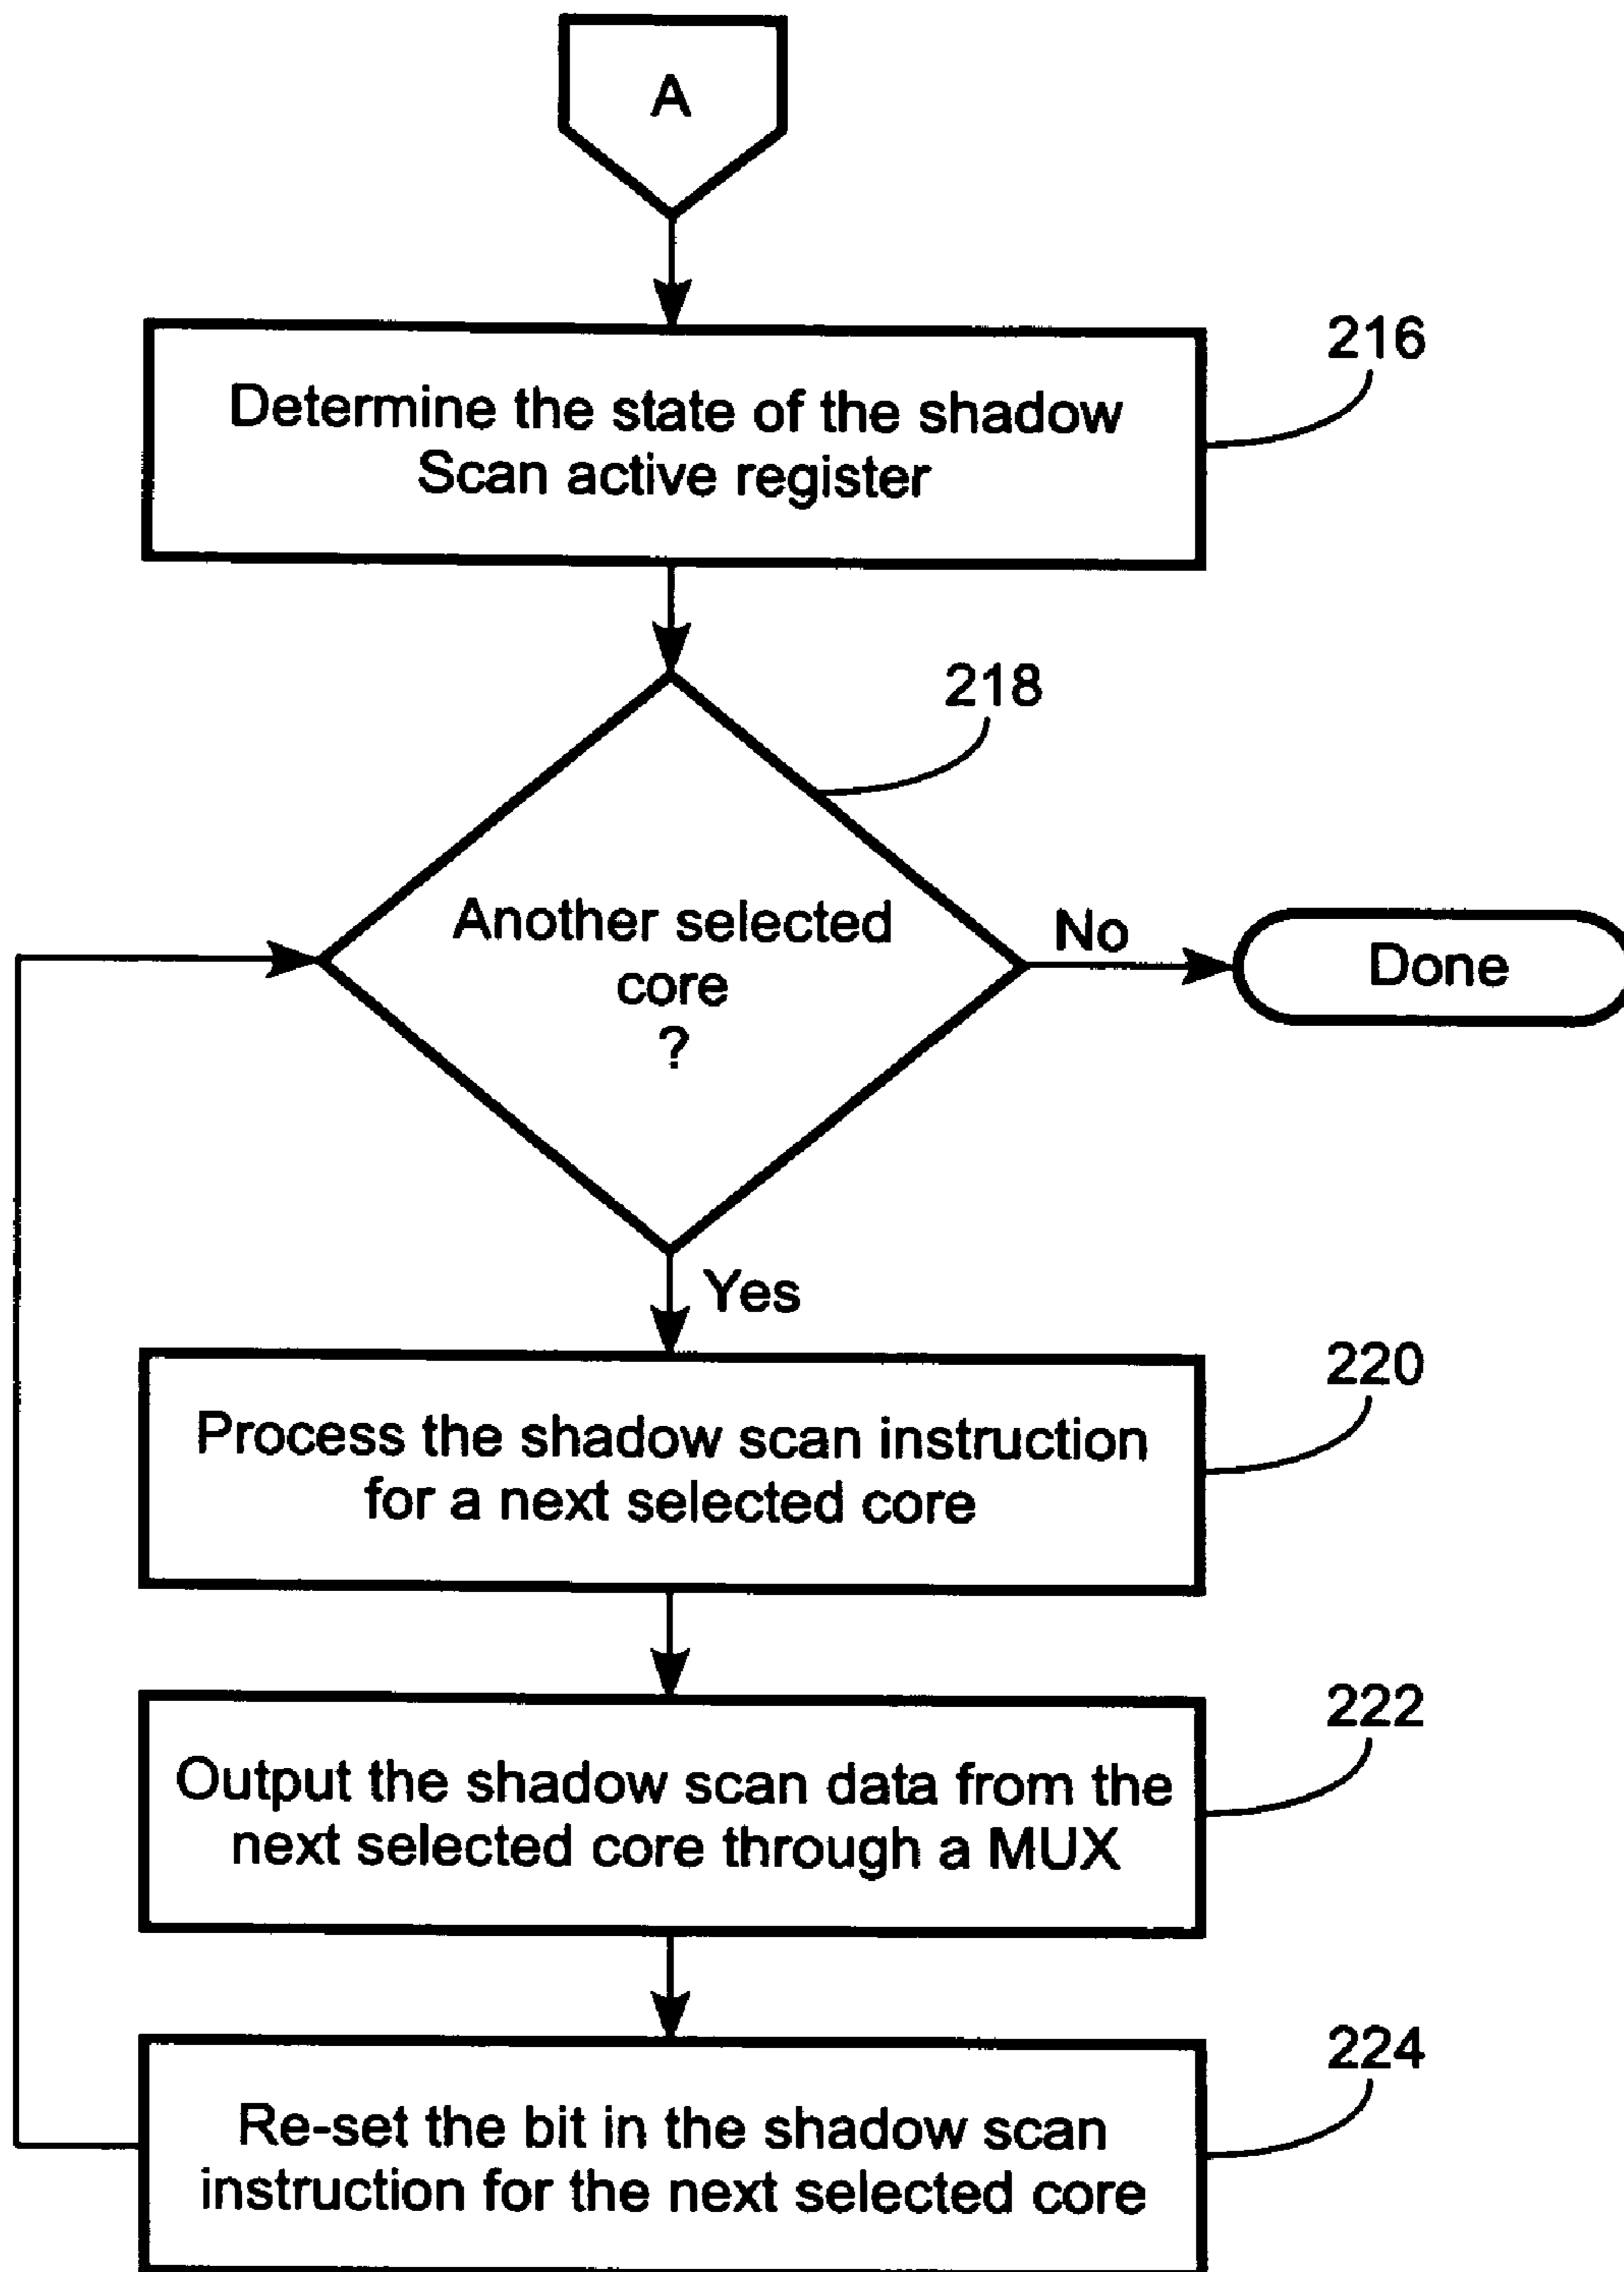 A
216
Determine the state of the shadow
Scan active register
218
Another selected
core
?
No
Done
Yes
220
Process the shadow scan instruction
for a next selected core
222
Output the shadow scan data from the
next selected core through a MUX
224
Re-set the bit in the shadow scan
instruction for the next selected core